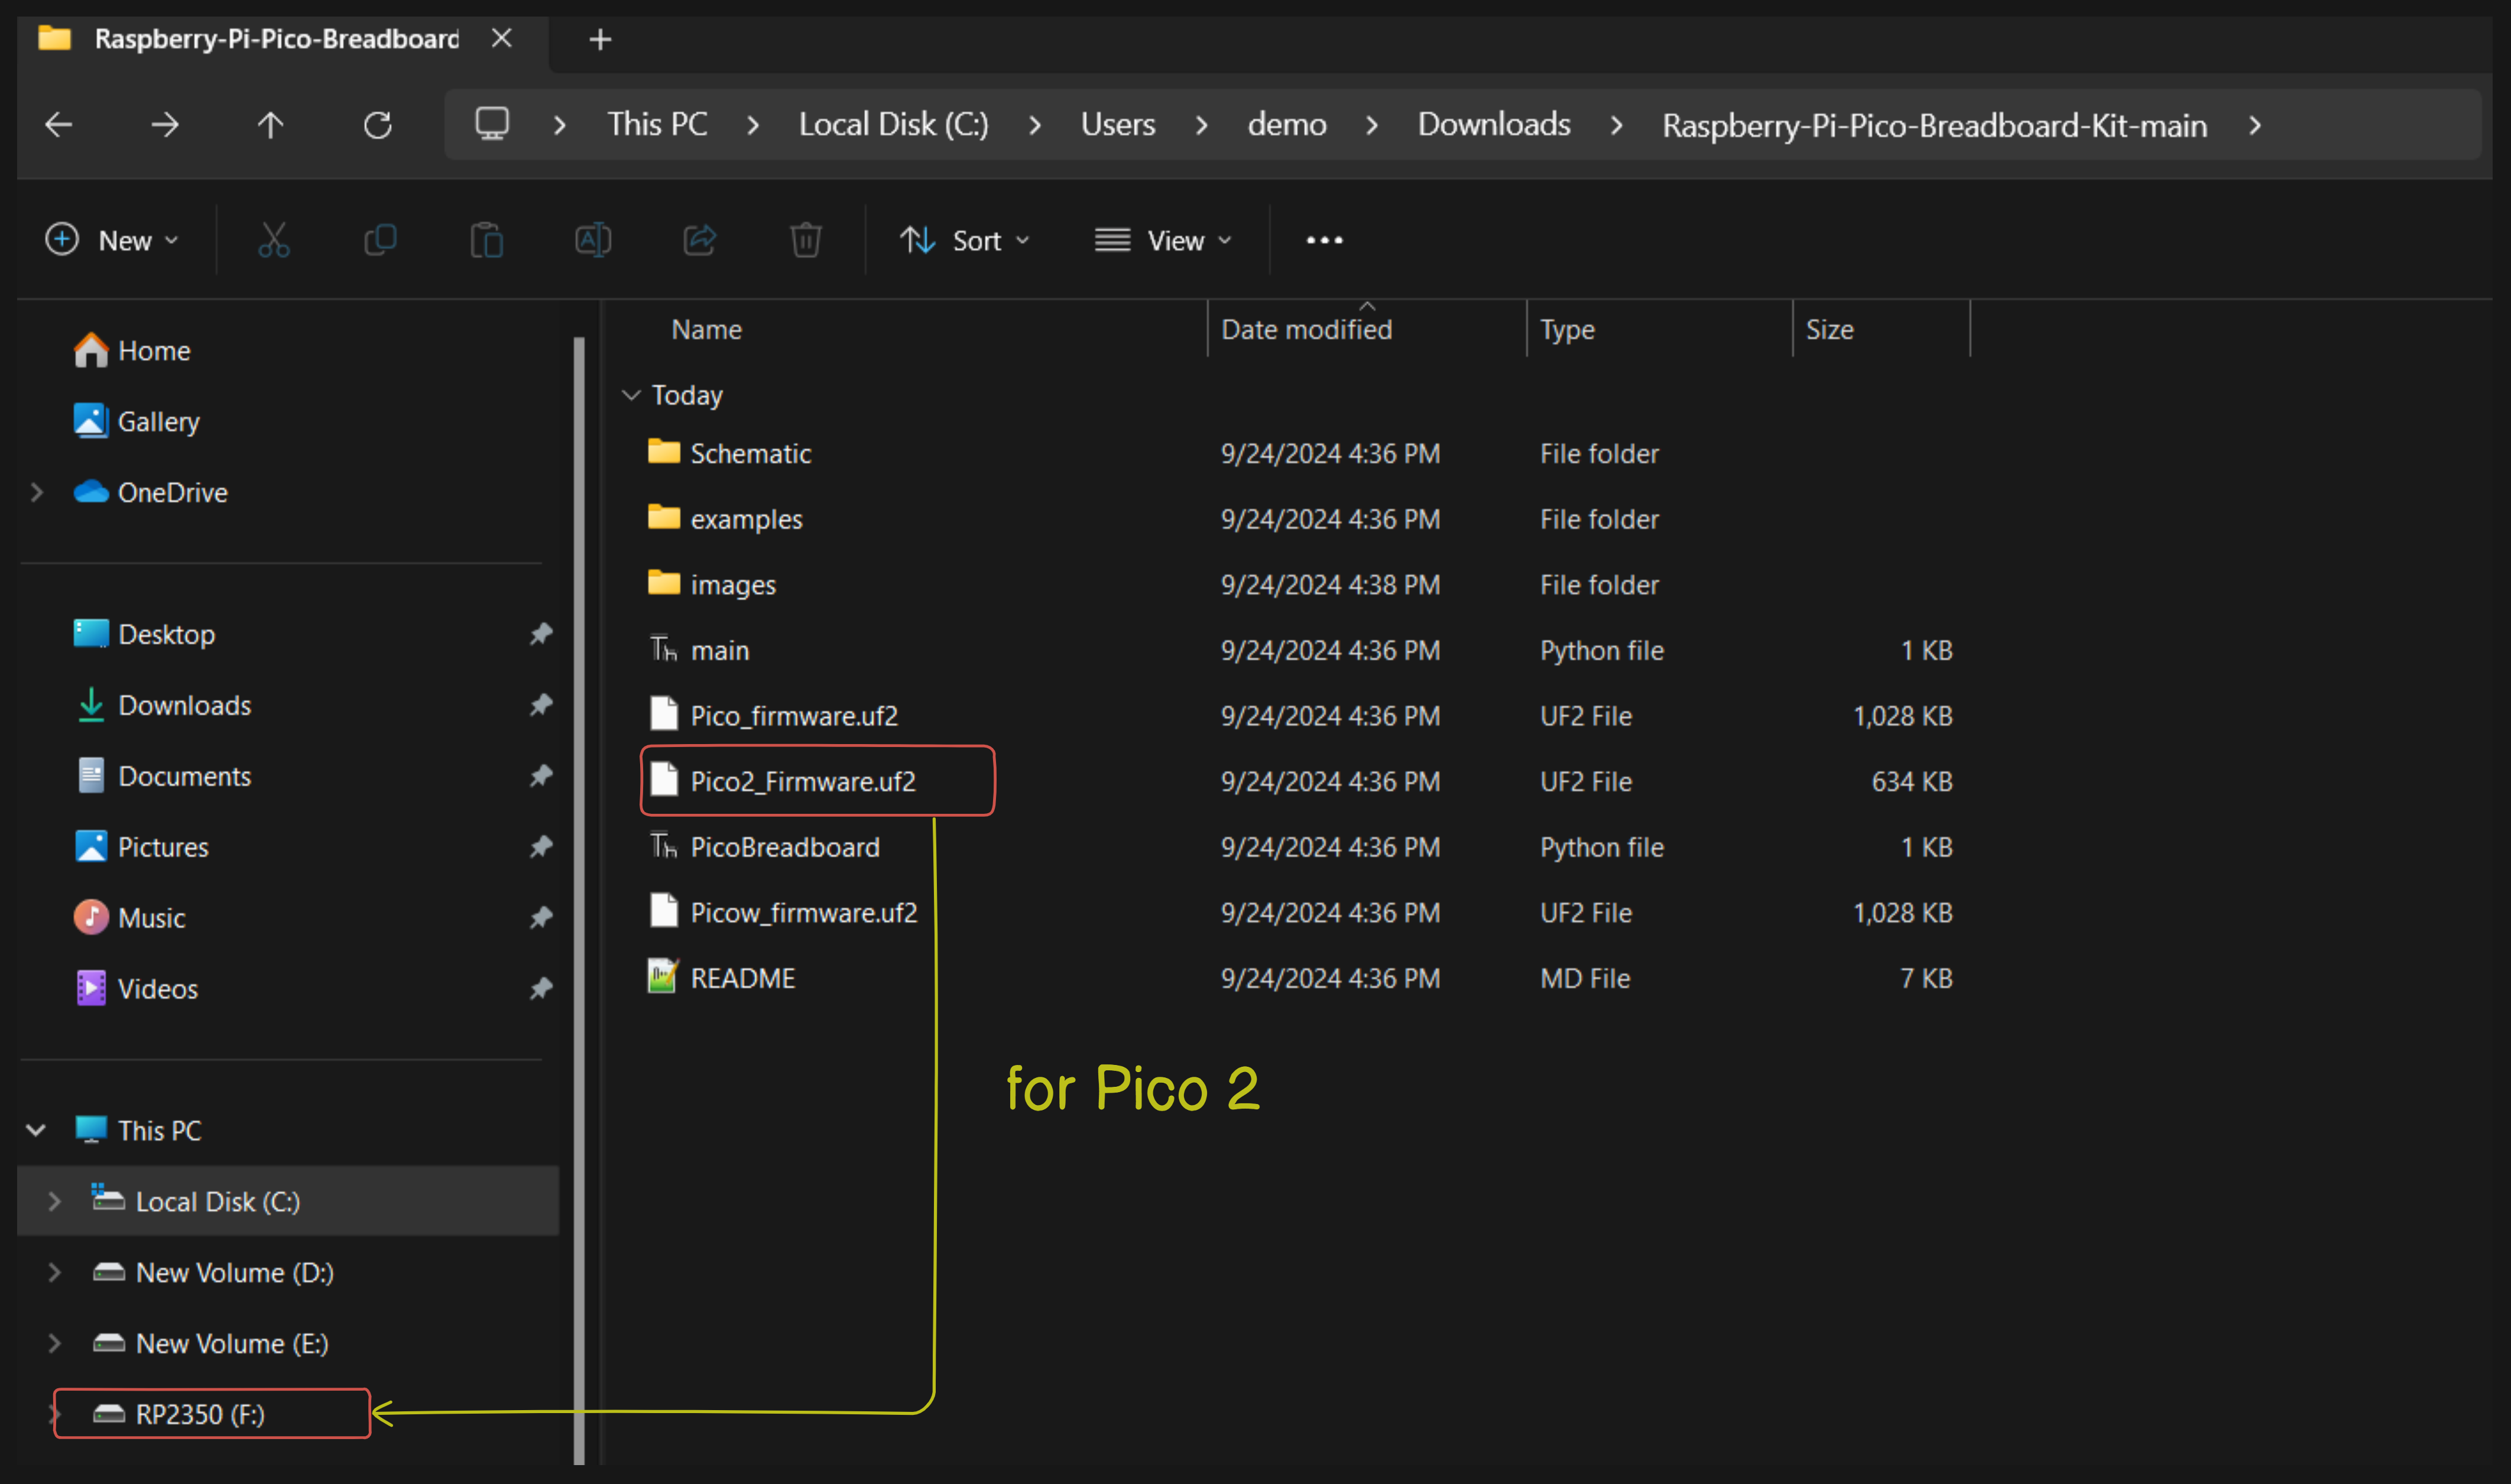 Raspberry-Pi-Pico-Breadboard
This PC > Local Disk (C:) > Users > demo > Downloads > Raspberry-Pi-Pico-Breadboard-Kit-main >
New Sort View
Name Date modified Type Size
Today
Schematic 9/24/2024 4:36 PM File folder
examples 9/24/2024 4:36 PM File folder
images 9/24/2024 4:38 PM File folder
main 9/24/2024 4:36 PM Python file 1 KB
Pico_firmware.uf2 9/24/2024 4:36 PM UF2 File 1,028 KB
Pico2_Firmware.uf2 9/24/2024 4:36 PM UF2 File 634 KB
PicoBreadboard 9/24/2024 4:36 PM Python file 1 KB
Picow_firmware.uf2 9/24/2024 4:36 PM UF2 File 1,028 KB
README 9/24/2024 4:36 PM MD File 7 KB
for Pico 2
Home
Gallery
OneDrive
Desktop
Downloads
Documents
Pictures
Music
Videos
This PC
Local Disk (C:)
New Volume (D:)
New Volume (E:)
RP2350 (F:)